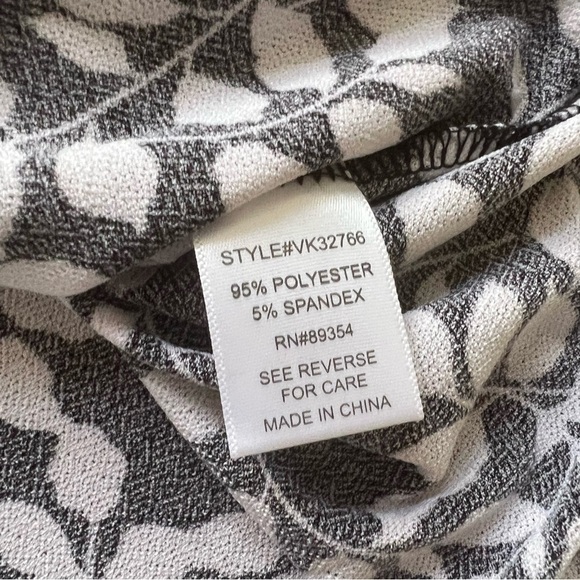 STYLE#VK32766
95% POLYESTER
5% SPANDEX
RN#89354
SEE REVERSE
FOR CARE
MADE IN CHINA